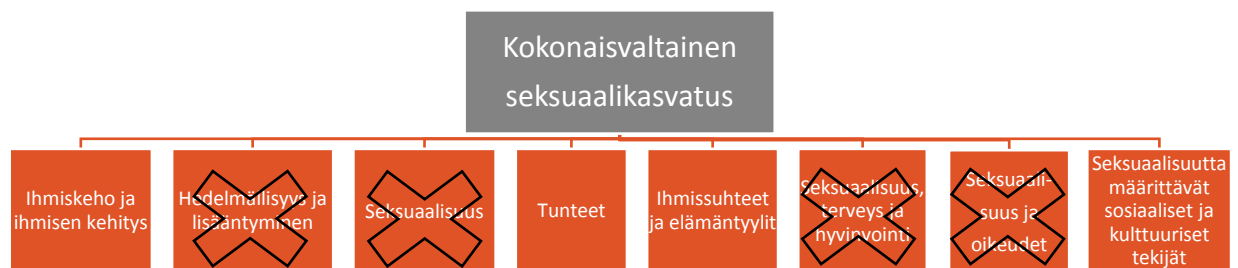 Kokonaisvaltainen
seksuaalikasvatus
Ihmiskeho ja
ihmisen kehitys
Hedelmällisyys ja
lisääntyminen
Seksuaalisuus
Tunteet
Ihmissuhteet
ja elämäntyylit
Seksuaalisuus,
terveys ja
hyvinvointi
Seksuaali-
suus ja
oikeudet
Seksuaalisuutta
määrittävät
sosiaaliset ja
kulttuuriset
tekijät